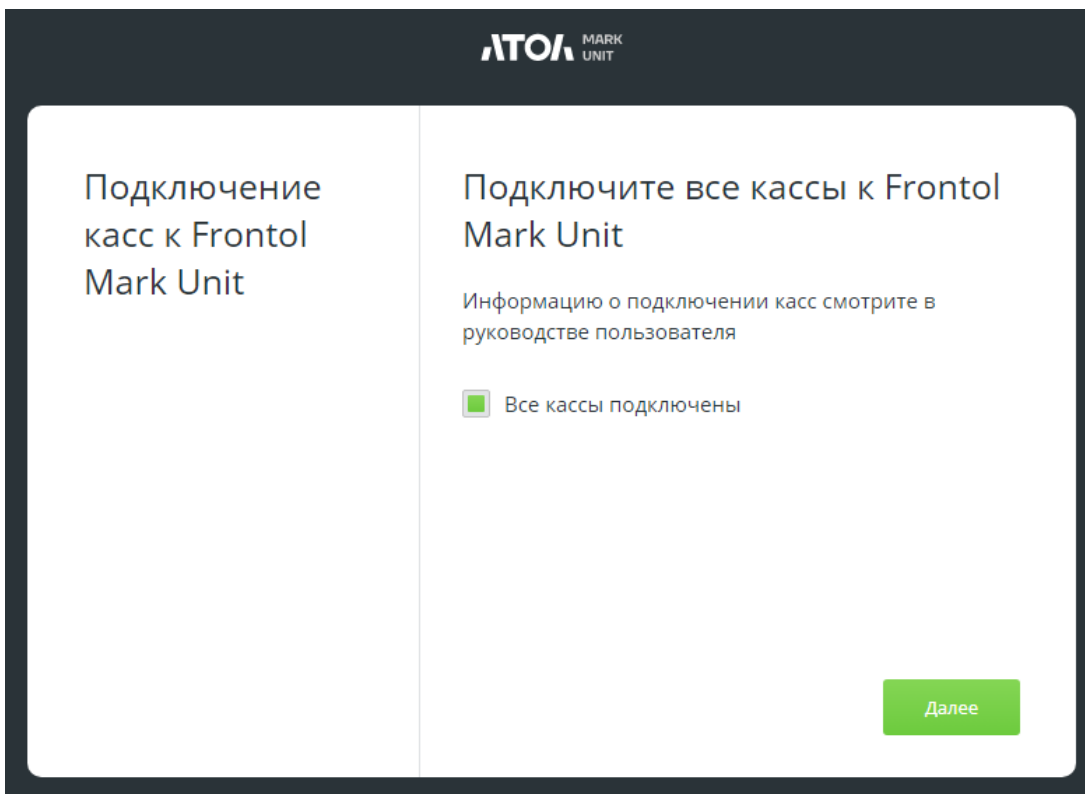 АТОЛ MARK
UNIT
Подключение
касс к Frontol
Mark Unit
Подключите все кассы к Frontol
Mark Unit
Информацию о подключении касс смотрите в
руководстве пользователя
Все кассы подключены
Далее